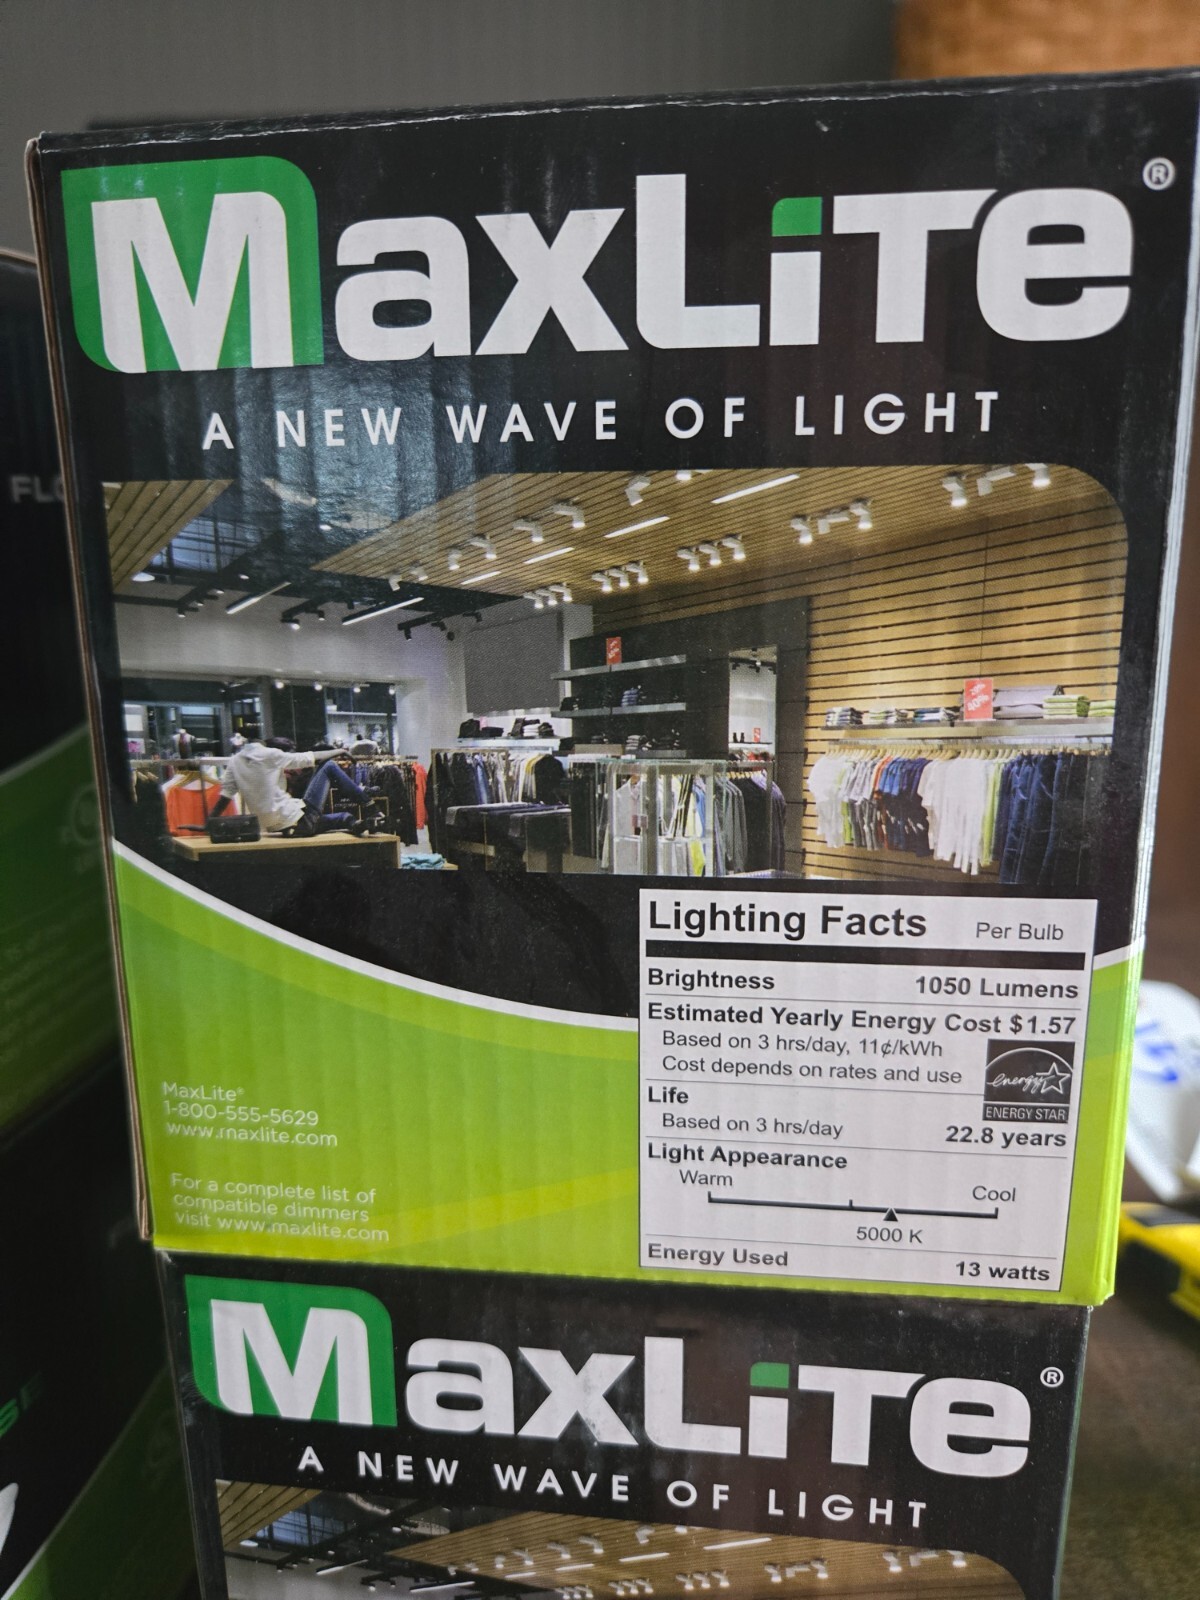 MaxLite®
A NEW WAVE OF LIGHT
FLO
40%
Lighting Facts Per Bulb
Brightness 1050 Lumens
Estimated Yearly Energy Cost $1.57
Based on 3 hrs/day, 11¢/kWh
Cost depends on rates and use
energy
ENERGY STAR
Life
Based on 3 hrs/day 22.8 years
Light Appearance
Warm Cool
5000 K
Energy Used 13 watts
MaxLite®
1-800-555-5629
www.maxlite.com
For a complete list of
compatible dimmers
visit www.maxlite.com
MaxLite®
A NEW WAVE OF LIGHT